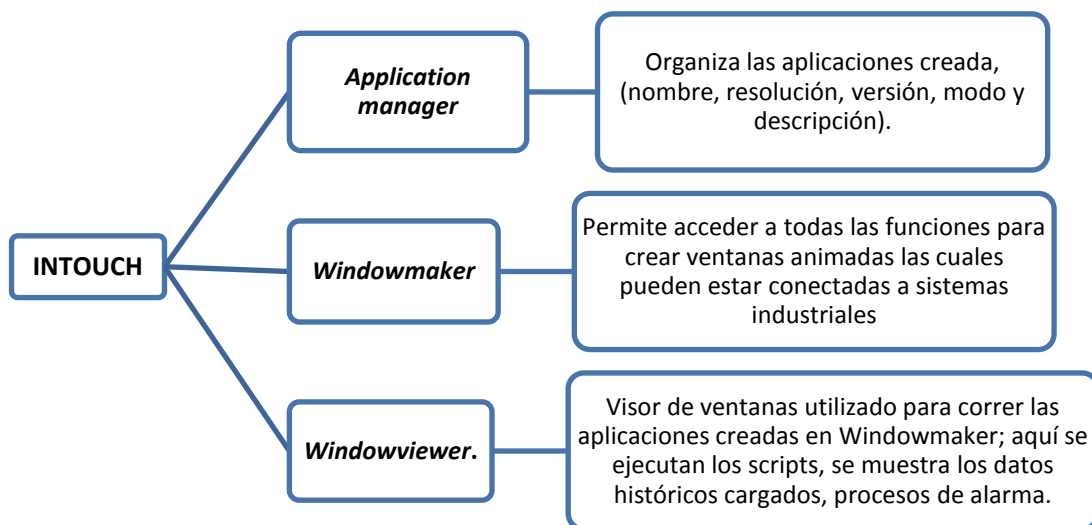 Application
manager
Organiza las aplicaciones creada,
(nombre, resolución, versión, modo y
descripción).
INTOUCH
Windowmaker
Permite acceder a todas las funciones para
crear ventanas animadas las cuales
pueden estar conectadas a sistemas
industriales
Windowviewer.
Visor de ventanas utilizado para correr las
aplicaciones creadas en Windowmaker; aquí se
ejecutan los scripts, se muestra los datos
históricos cargados, procesos de alarma.